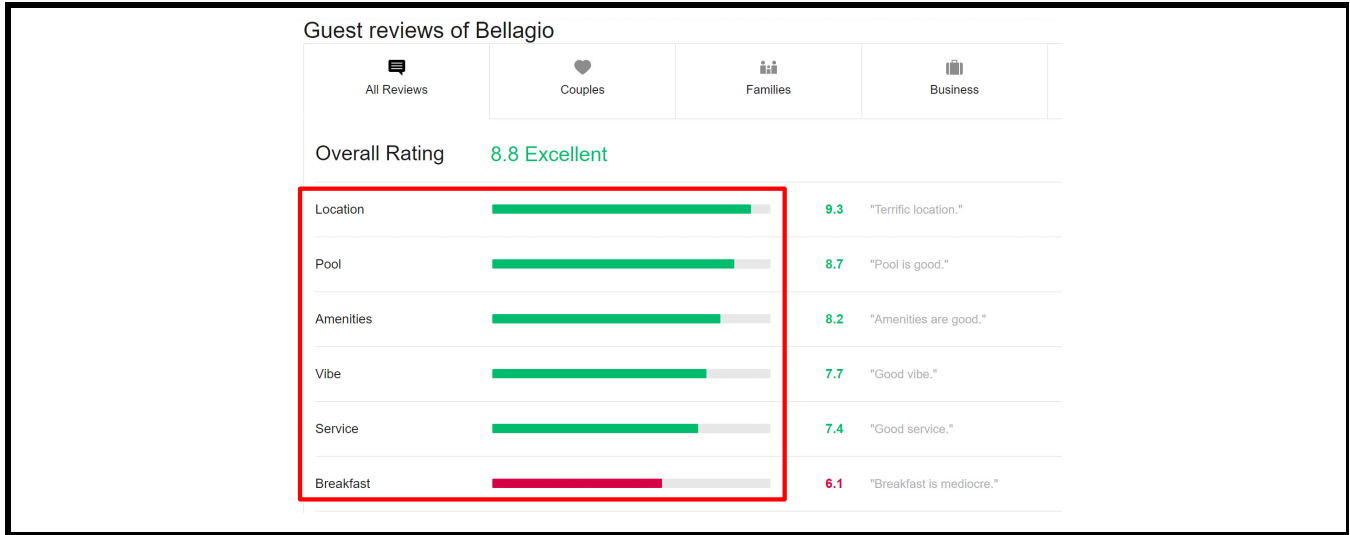 Guest reviews of Bellagio
All Reviews Couples Families Business
Overall Rating 8.8 Excellent
Location 9.3 "Terrific location."
Pool 8.7 "Pool is good."
Amenities 8.2 "Amenities are good."
Vibe 7.7 "Good vibe."
Service 7.4 "Good service."
Breakfast 6.1 "Breakfast is mediocre."